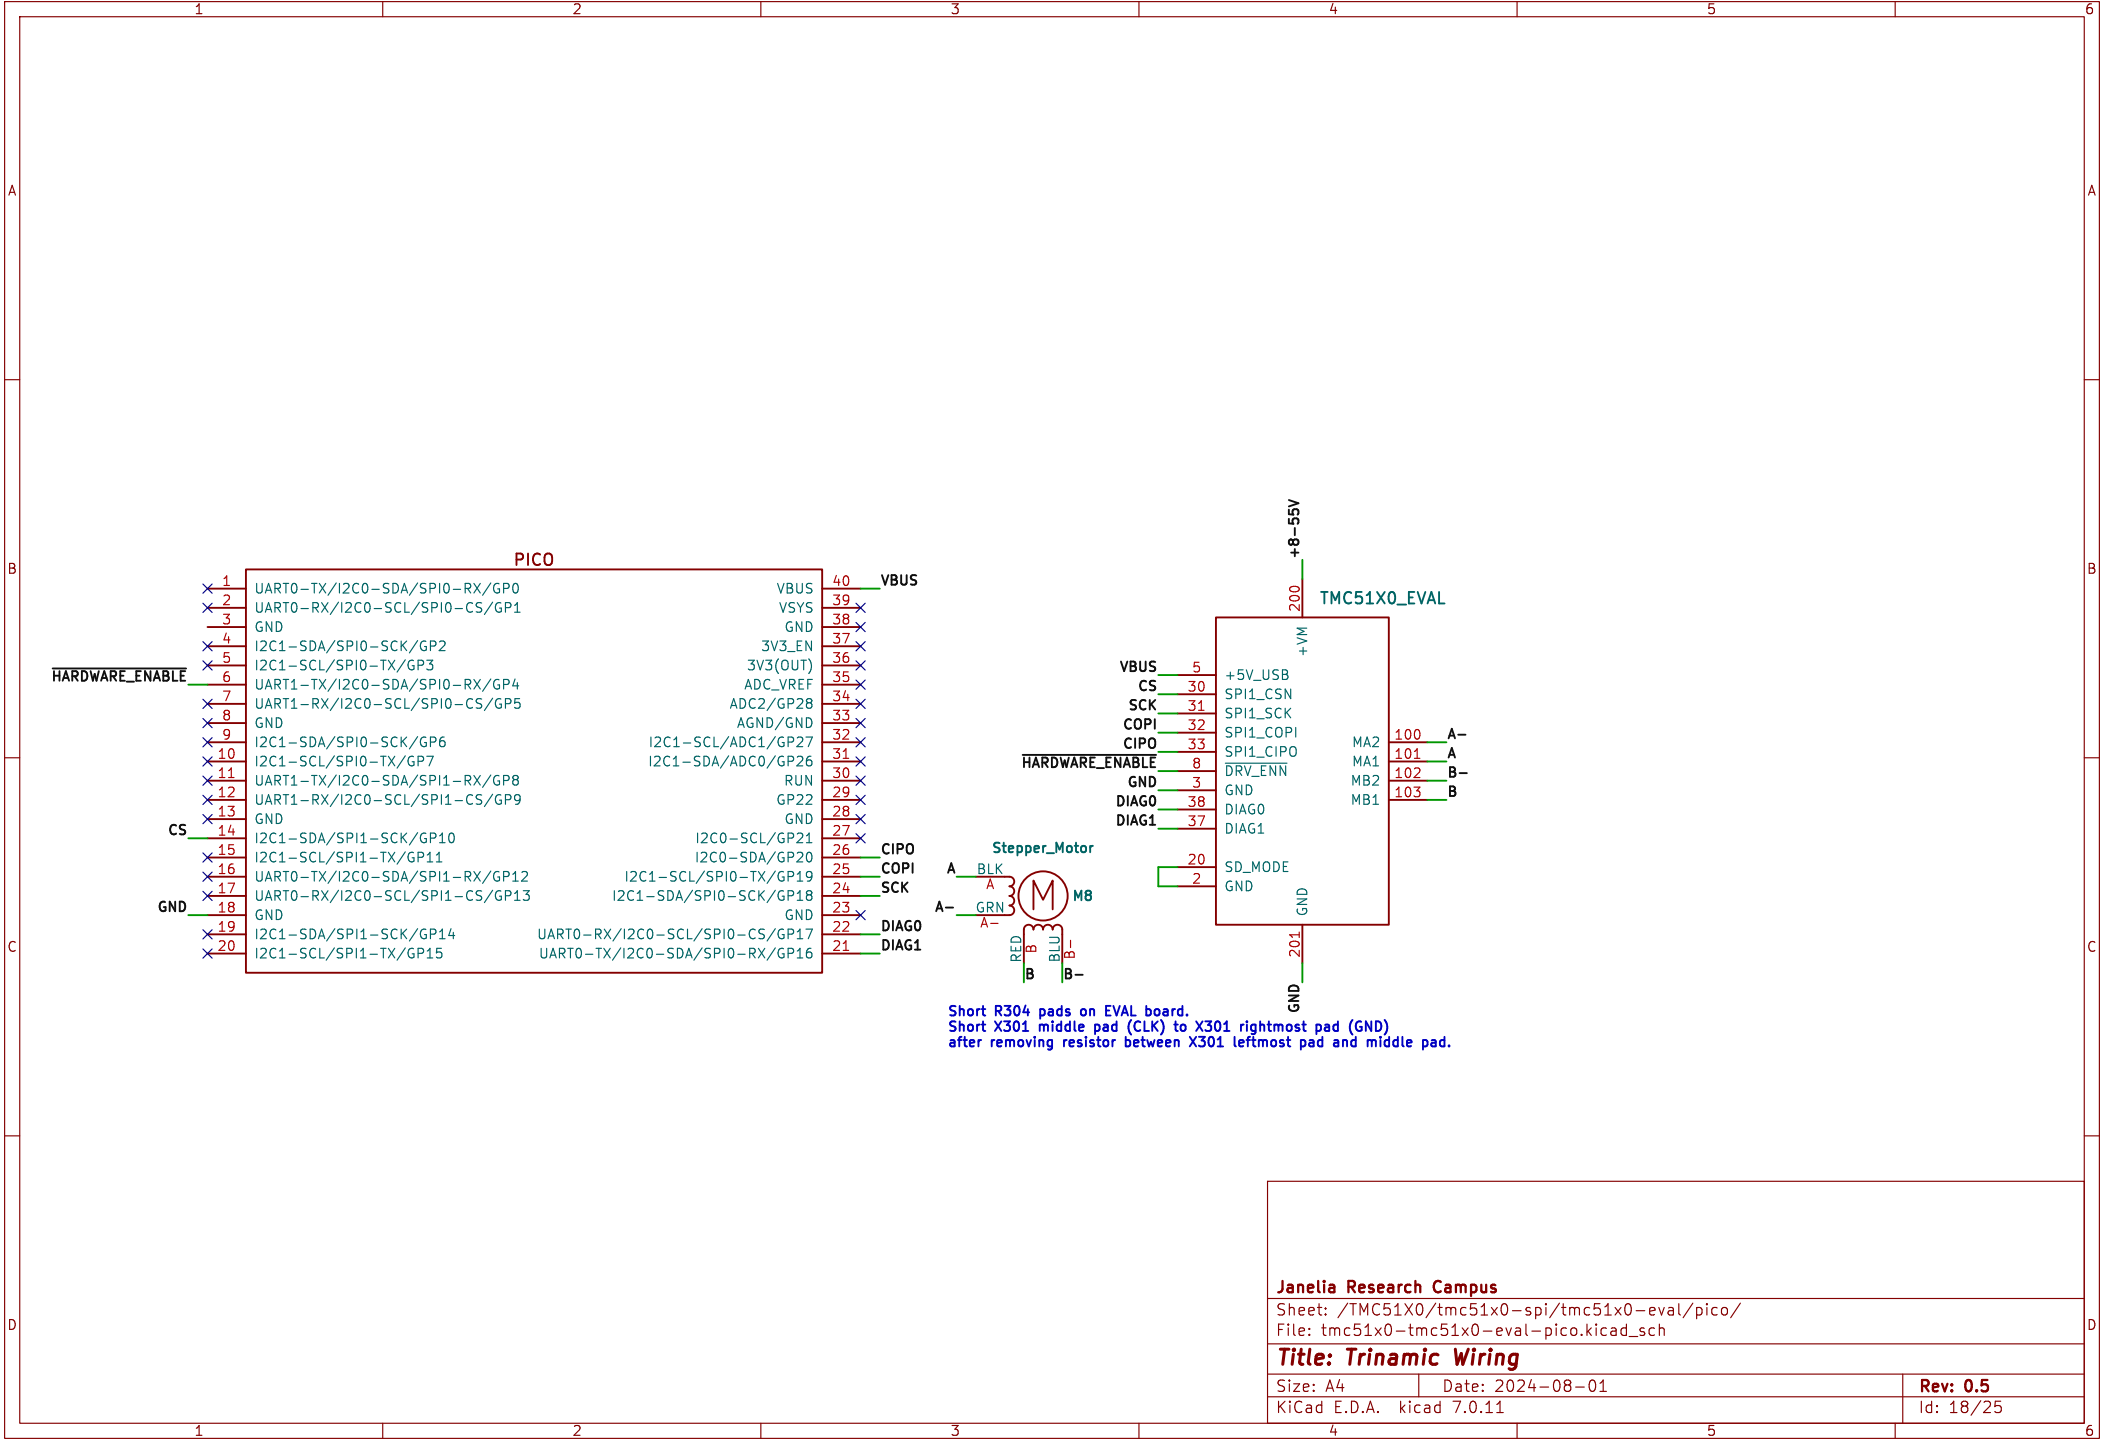 1 2 3 4 5 6
A A
B B
C C
D D
PICO
1 UART0-TX/I2C0-SDA/SPI0-RX/GP0
2 UART0-RX/I2C0-SCL/SPI0-CS/GP1
3 GND
4 I2C1-SDA/SPI0-SCK/GP2
5 I2C1-SCL/SPI0-TX/GP3
HARDWARE_ENABLE 6 UART1-TX/I2C0-SDA/SPI0-RX/GP4
7 UART1-RX/I2C0-SCL/SPI0-CS/GP5
8 GND
9 I2C1-SDA/SPI0-SCK/GP6
10 I2C1-SCL/SPI0-TX/GP7
11 UART1-TX/I2C0-SDA/SPI1-RX/GP8
12 UART1-RX/I2C0-SCL/SPI1-CS/GP9
13 GND
CS 14 I2C1-SDA/SPI1-SCK/GP10
15 I2C1-SCL/SPI1-TX/GP11
16 UART0-TX/I2C0-SDA/SPI1-RX/GP12
17 UART0-RX/I2C0-SCL/SPI1-CS/GP13
GND 18 GND
19 I2C1-SDA/SPI1-SCK/GP14
20 I2C1-SCL/SPI1-TX/GP15
VBUS 40 VBUS
VSYS 39
GND 38
3V3_EN 37
3V3(OUT) 36
ADC_VREF 35
ADC2/GP28 34
AGND/GND 33
I2C1-SCL/ADC1/GP27 32
I2C1-SDA/ADC0/GP26 31
RUN 30
GP22 29
GND 28
I2C0-SCL/GP21 27
I2C0-SDA/GP20 26 CIPO
I2C1-SCL/SPI0-TX/GP19 25 COPI
I2C1-SDA/SPI0-SCK/GP18 24 SCK
GND 23
UART0-RX/I2C0-SCL/SPI0-CS/GP17 22 DIAG0
UART0-TX/I2C0-SDA/SPI0-RX/GP16 21 DIAG1
Stepper_Motor
A BLK A
A- GRN A-
M
M8
RED B B
BLU B- B-
+8-55V
200 +VM
TMC51X0_EVAL
VBUS 5 +5V_USB
CS 30 SPI1_CSN
SCK 31 SPI1_SCK
COPI 32 SPI1_COPI
CIPO 33 SPI1_CIPO
HARDWARE_ENABLE 8 DRV_ENN
GND 3 GND
DIAG0 38 DIAG0
DIAG1 37 DIAG1
20 SD_MODE
2 GND
MA2 100 A-
MA1 101 A
MB2 102 B-
MB1 103 B
GND 201 GND
Short R304 pads on EVAL board.
Short X301 middle pad (CLK) to X301 rightmost pad (GND)
after removing resistor between X301 leftmost pad and middle pad.
Janelia Research Campus
Sheet: /TMC51X0/tmc51x0-spi/tmc51x0-eval/pico/
File: tmc51x0-tmc51x0-eval-pico.kicad_sch
Title: Trinamic Wiring
Size: A4 Date: 2024-08-01 Rev: 0.5
KiCad E.D.A. kicad 7.0.11 Id: 18/25
1 2 3 4 5 6